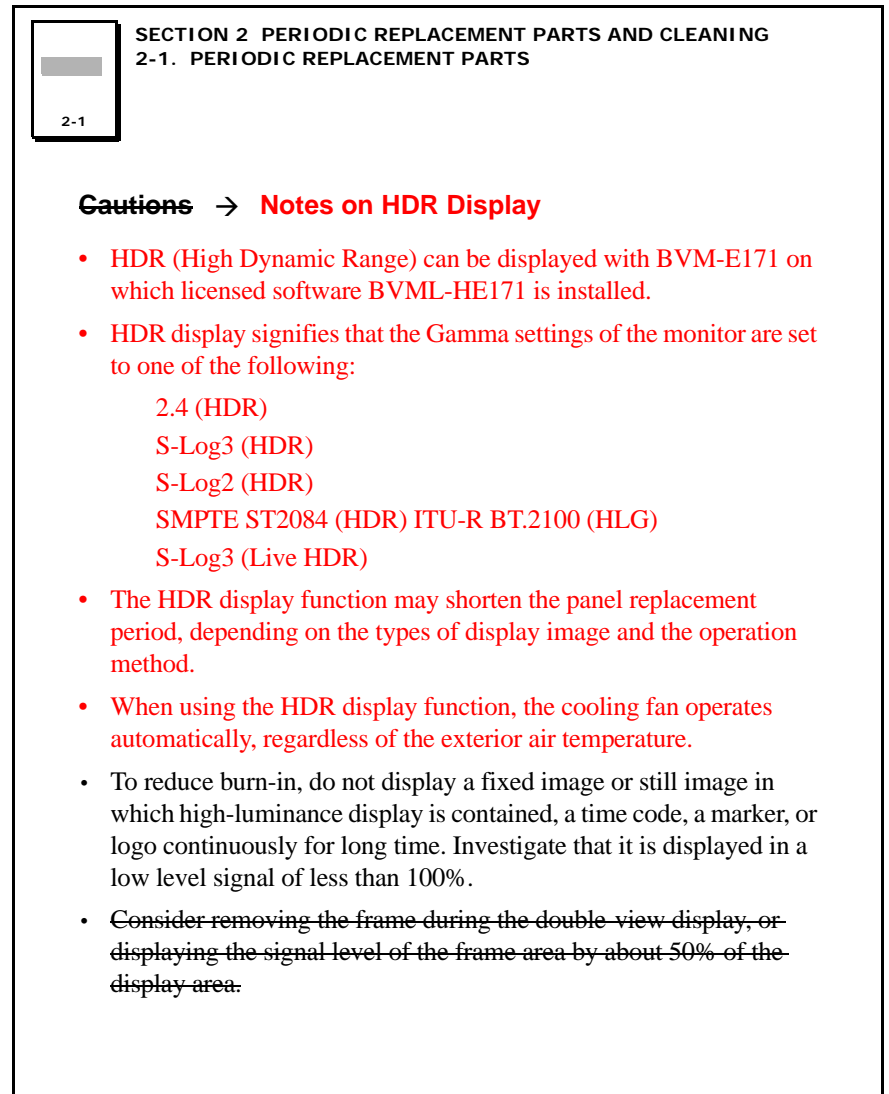 SECTION 2 PERIODIC REPLACEMENT PARTS AND CLEANING
2-1. PERIODIC REPLACEMENT PARTS
2-1
Cautions → Notes on HDR Display
• HDR (High Dynamic Range) can be displayed with BVM-E171 on
which licensed software BVML-HE171 is installed.
• HDR display signifies that the Gamma settings of the monitor are set
to one of the following:
2.4 (HDR)
S-Log3 (HDR)
S-Log2 (HDR)
SMPTE ST2084 (HDR) ITU-R BT.2100 (HLG)
S-Log3 (Live HDR)
• The HDR display function may shorten the panel replacement
period, depending on the types of display image and the operation
method.
• When using the HDR display function, the cooling fan operates
automatically, regardless of the exterior air temperature.
• To reduce burn-in, do not display a fixed image or still image in
which high-luminance display is contained, a time code, a marker, or
logo continuously for long time. Investigate that it is displayed in a
low level signal of less than 100%.
• Consider removing the frame during the double-view display, or
displaying the signal level of the frame area by about 50% of the
display area.